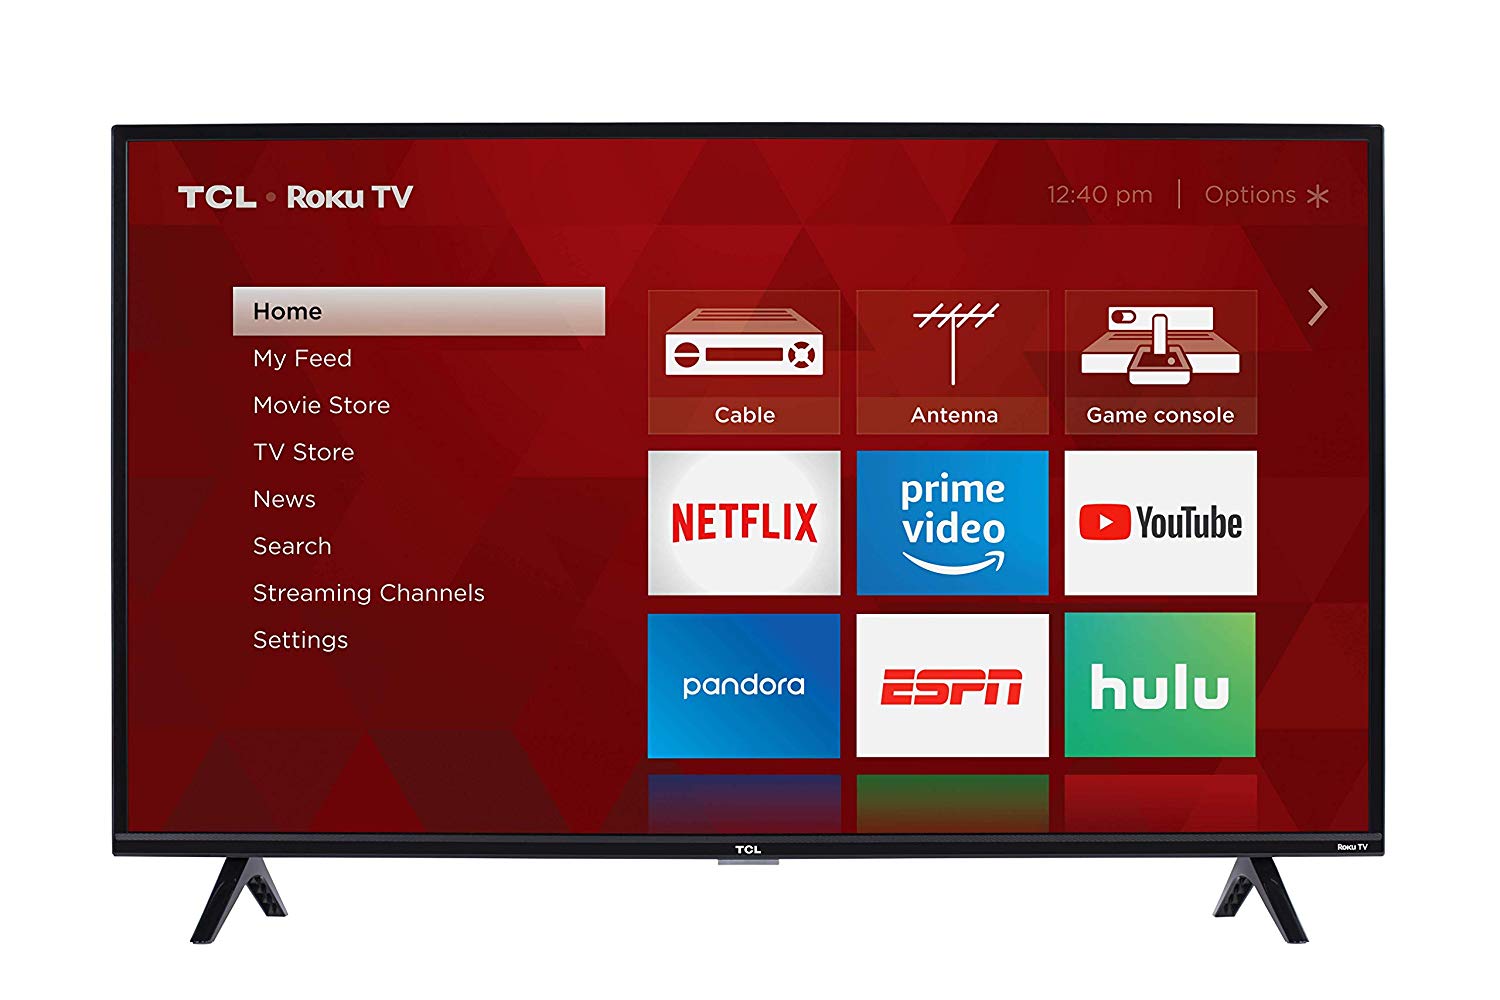 TCL • Roku TV
12:40 pm | Options *
Home
My Feed
Movie Store
TV Store
News
Search
Streaming Channels
Settings
Cable
Antenna
Game console
NETFLIX
prime
video
YouTube
pandora
ESPN
hulu
TCL
Roku TV